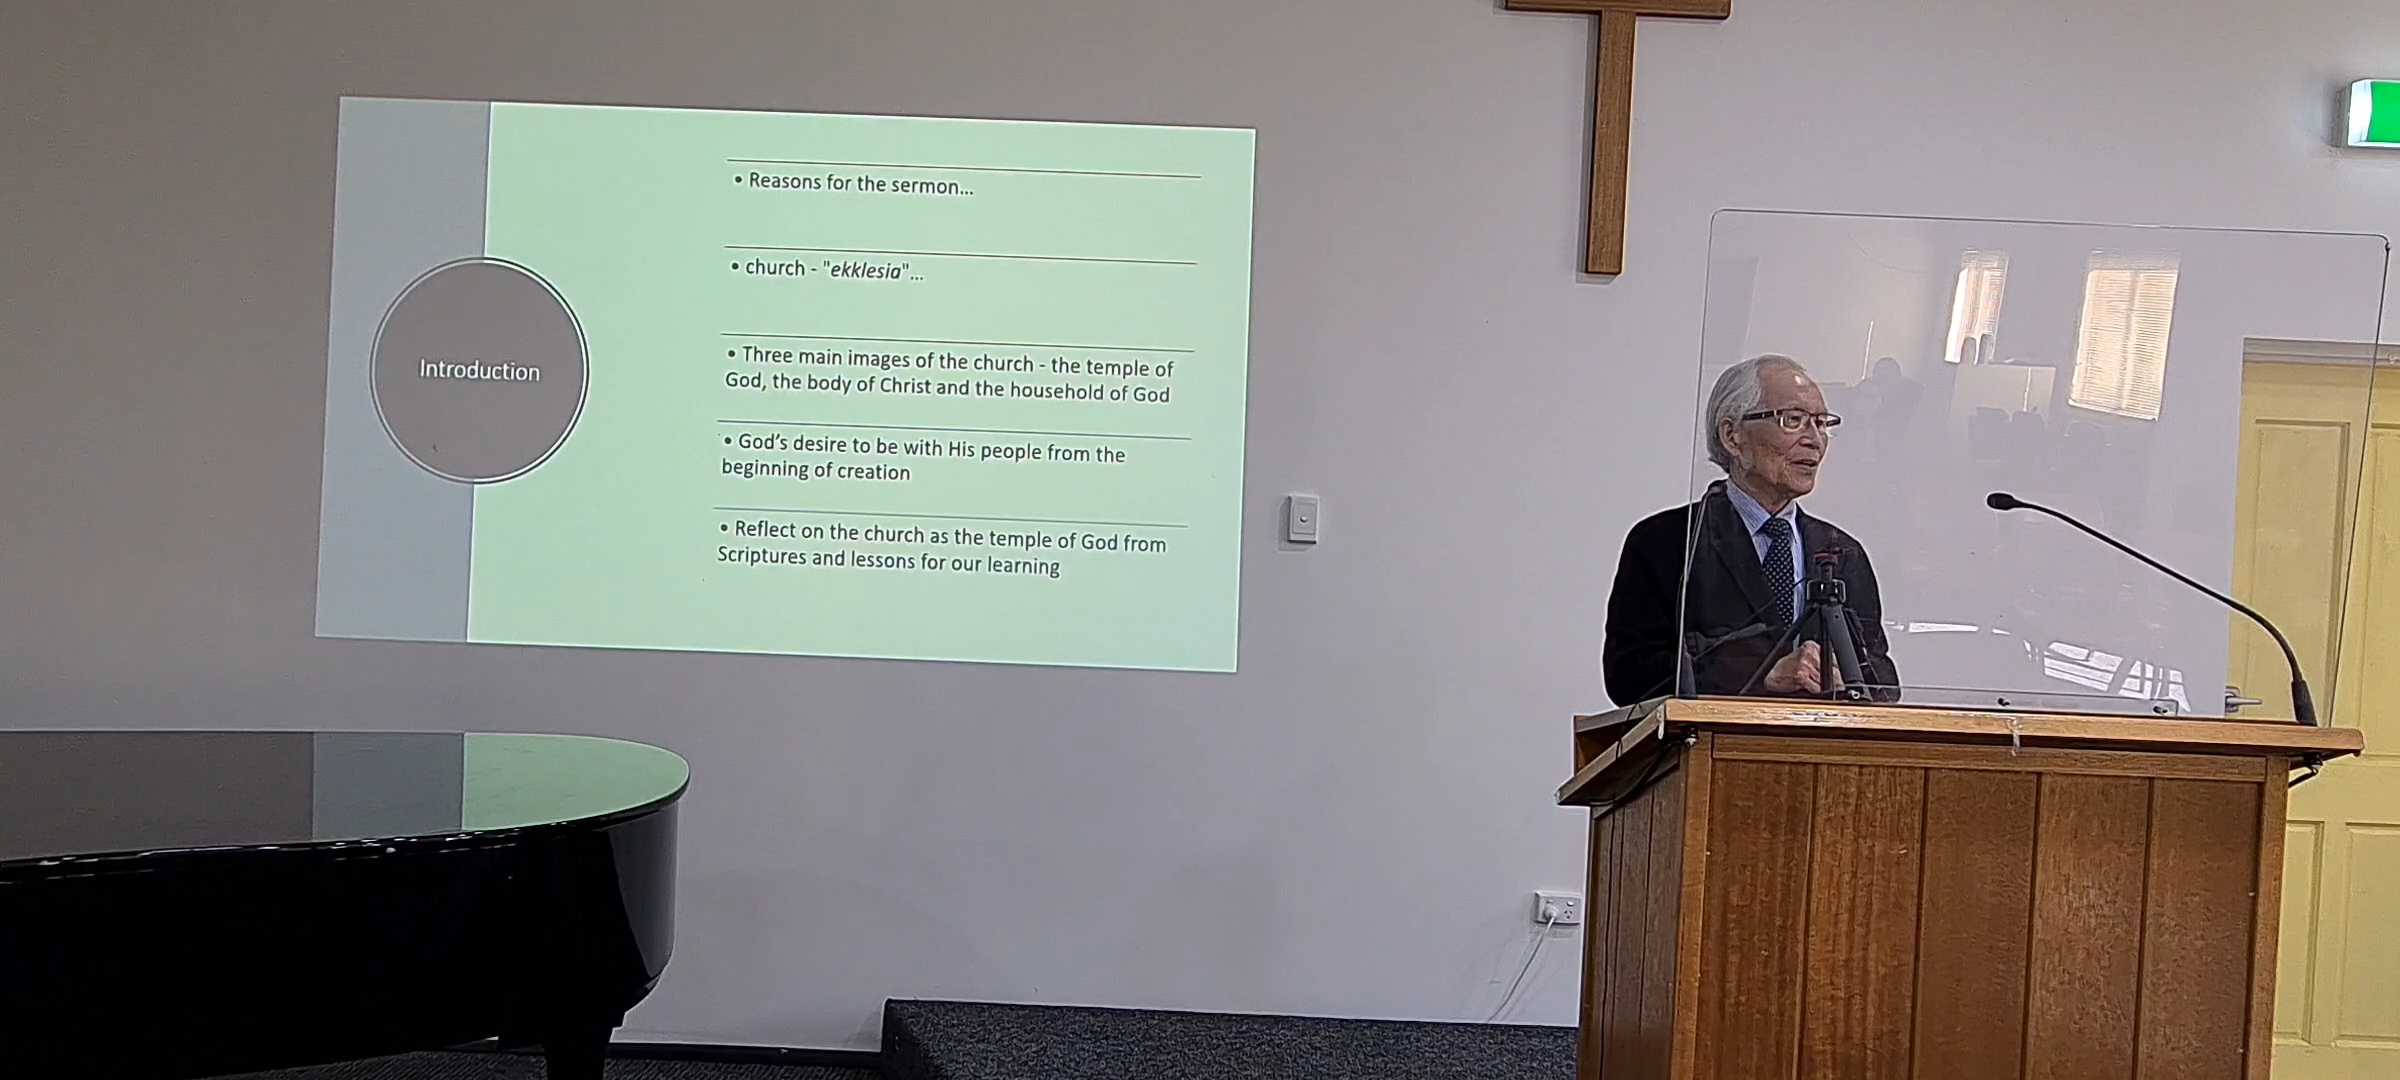 Introduction
• Reasons for the sermon...
• church - "ekklesia"...
• Three main images of the church - the temple of
God, the body of Christ and the household of God
• God’s desire to be with His people from the
beginning of creation
• Reflect on the church as the temple of God from
Scriptures and lessons for our learning